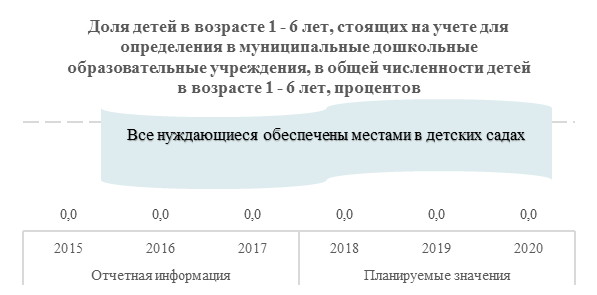 Доля детей в возрасте 1 - 6 лет, стоящих на учете для
определения в муниципальные дошкольные
образовательные учреждения, в общей численности детей
в возрасте 1 - 6 лет, процентов
Все нуждающиеся обеспечены местами в детских садах
0,0 0,0 0,0 0,0 0,0 0,0
2015 2016 2017 2018 2019 2020
Отчетная информация Планируемые значения